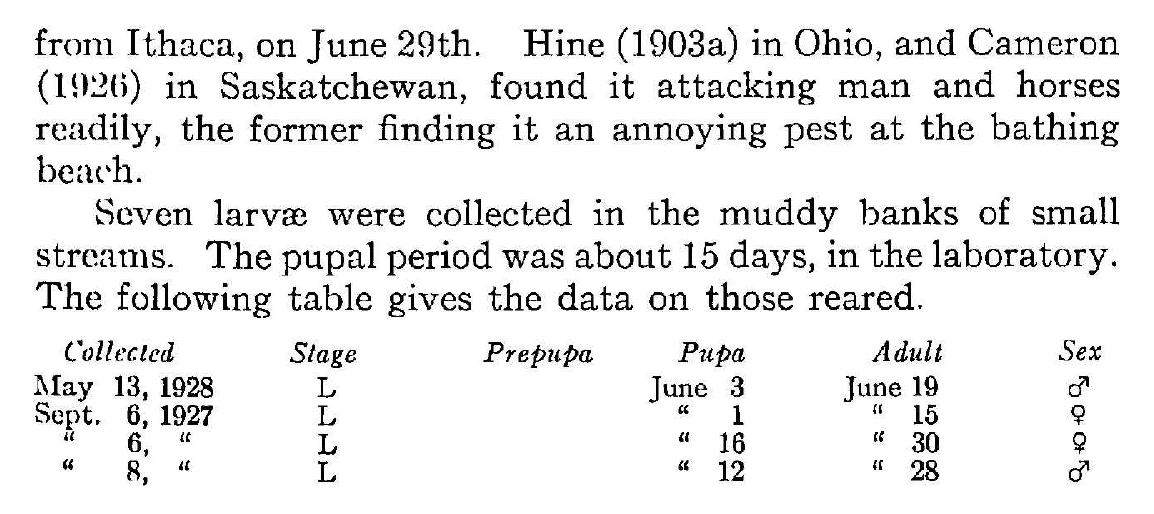 from Ithaca, on June 29th. Hine (1903a) in Ohio, and Cameron
(1926) in Saskatchewan, found it attacking man and horses
readily, the former finding it an annoying pest at the bathing
beach.
Seven larvæ were collected in the muddy banks of small
streams. The pupal period was about 15 days, in the laboratory.
The following table gives the data on those reared.
Collected Stage Prepupa Pupa Adult Sex
May 13, 1928 L June 3 June 19 ♂
Sept. 6, 1927 L “ 1 “ 15 ♀
“ 6, “ L “ 16 “ 30 ♀
“ 8, “ L “ 12 “ 28 ♂